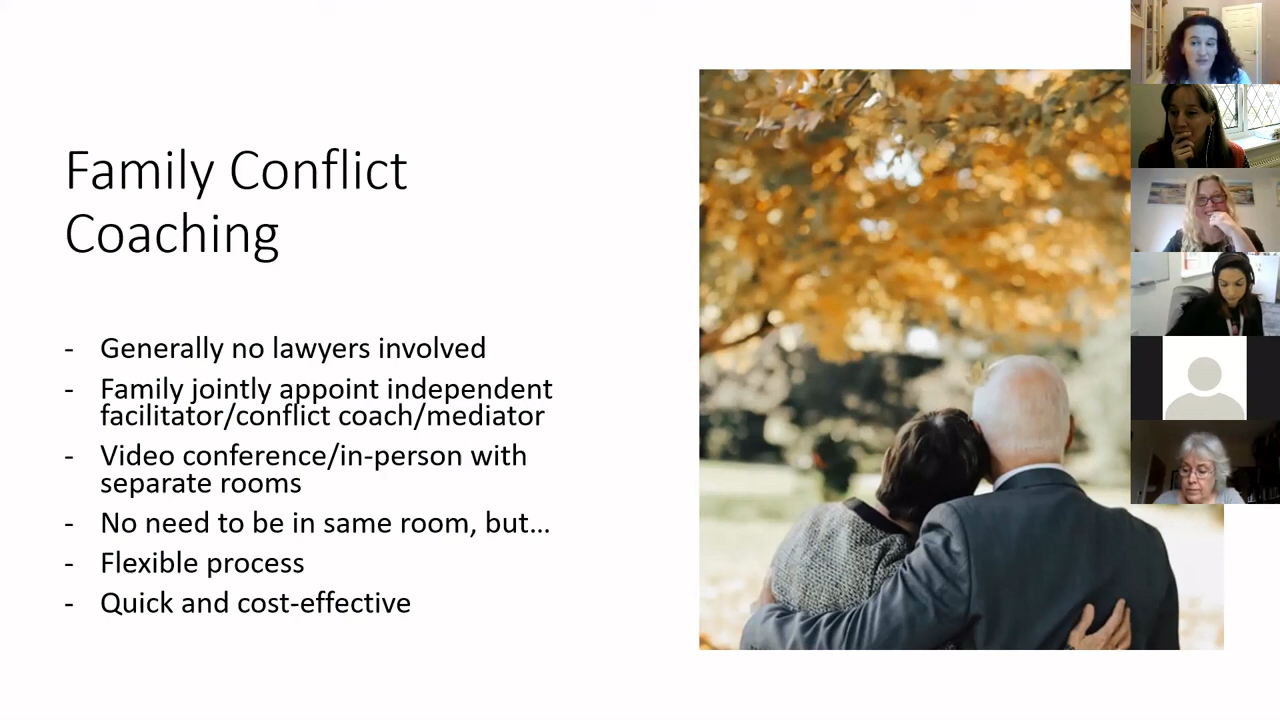 Family Conflict
Coaching
- Generally no lawyers involved
- Family jointly appoint independent
facilitator/conflict coach/mediator
- Video conference/in-person with
separate rooms
- No need to be in same room, but...
- Flexible process
- Quick and cost-effective